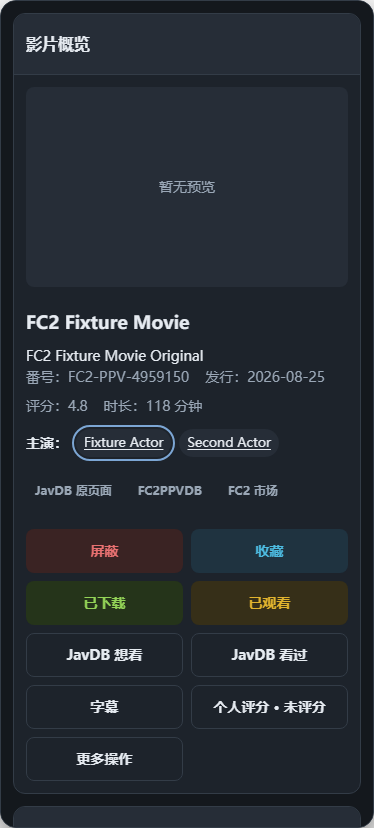 影片概览
暂无预览
FC2 Fixture Movie
FC2 Fixture Movie Original
番号：FC2-PPV-4959150 发行：2026-08-25
评分：4.8 时长：118 分钟
主演： Fixture Actor Second Actor
JavDB 原页面 FC2PPVDB FC2 市场
屏蔽 收藏
已下载 已观看
JavDB 想看 JavDB 看过
字幕 个人评分 • 未评分
更多操作